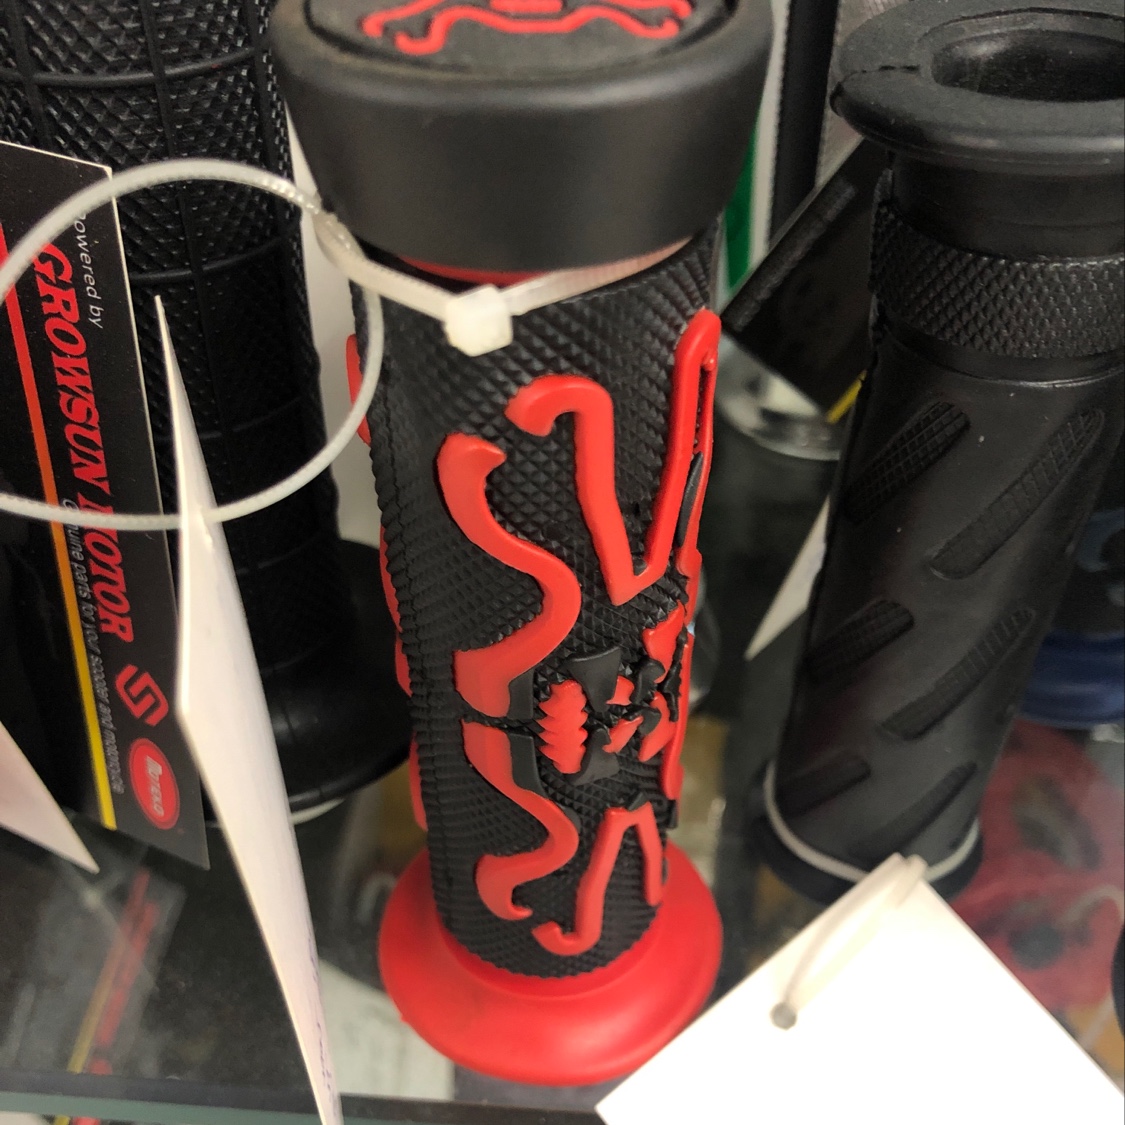 Powered by
GROWSUN MOTOR
genuine parts for your scooter and motorcycle